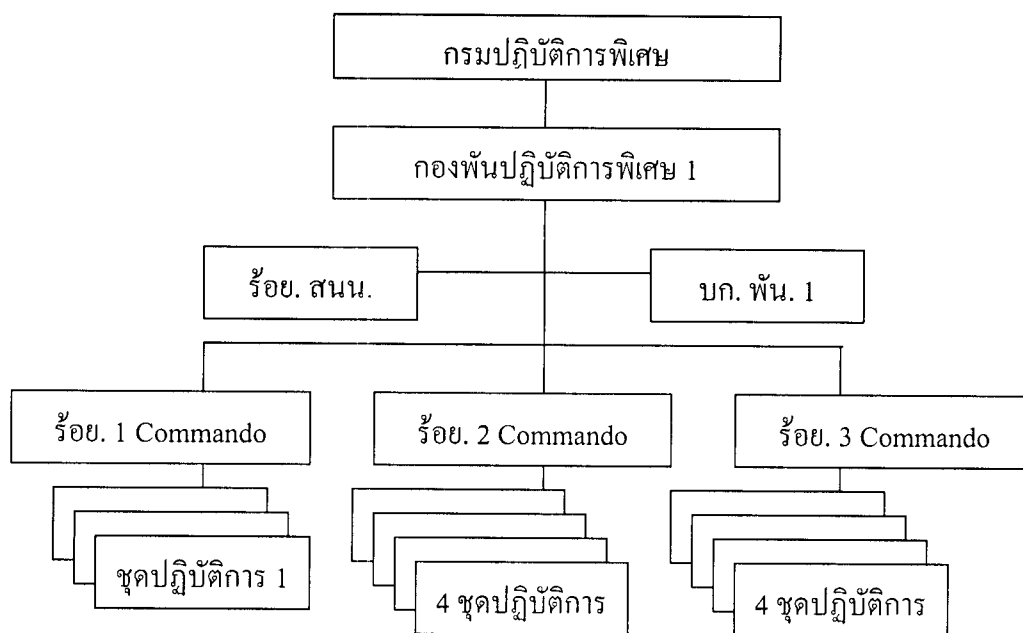 กรมปฏิบัติการพิเศษ
กองพันปฏิบัติการพิเศษ 1
ร้อย. สนน.
บก. พัน. 1
ร้อย. 1 Commando
ร้อย. 2 Commando
ร้อย. 3 Commando
ชุดปฏิบัติการ 1
4 ชุดปฏิบัติการ
4 ชุดปฏิบัติการ